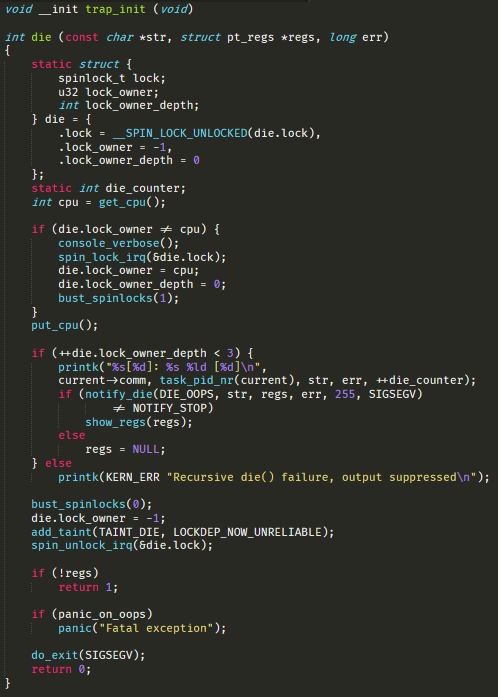 void __init trap_init (void)
int die (const char *str, struct pt_regs *regs, long err)
{
static struct {
spinlock_t lock;
u32 lock_owner;
int lock_owner_depth;
} die = {
.lock = __SPIN_LOCK_UNLOCKED(die.lock),
.lock_owner = -1,
.lock_owner_depth = 0
};
static int die_counter;
int cpu = get_cpu();
if (die.lock_owner ≠ cpu) {
console_verbose();
spin_lock_irq(&die.lock);
die.lock_owner = cpu;
die.lock_owner_depth = 0;
bust_spinlocks(1);
}
put_cpu();
if (++die.lock_owner_depth < 3) {
printk("%s[%d]: %s %ld [%d]\n",
current→comm, task_pid_nr(current), str, err, ++die_counter);
if (notify_die(DIE_OOPS, str, regs, err, 255, SIGSEGV)
≠ NOTIFY_STOP)
show_regs(regs);
else
regs = NULL;
} else
printk(KERN_ERR "Recursive die() failure, output suppressed\n");
bust_spinlocks(0);
die.lock_owner = -1;
add_taint(TAINT_DIE, LOCKDEP_NOW_UNRELIABLE);
spin_unlock_irq(&die.lock);
if (!regs)
return 1;
if (panic_on_oops)
panic("Fatal exception");
do_exit(SIGSEGV);
return 0;
}